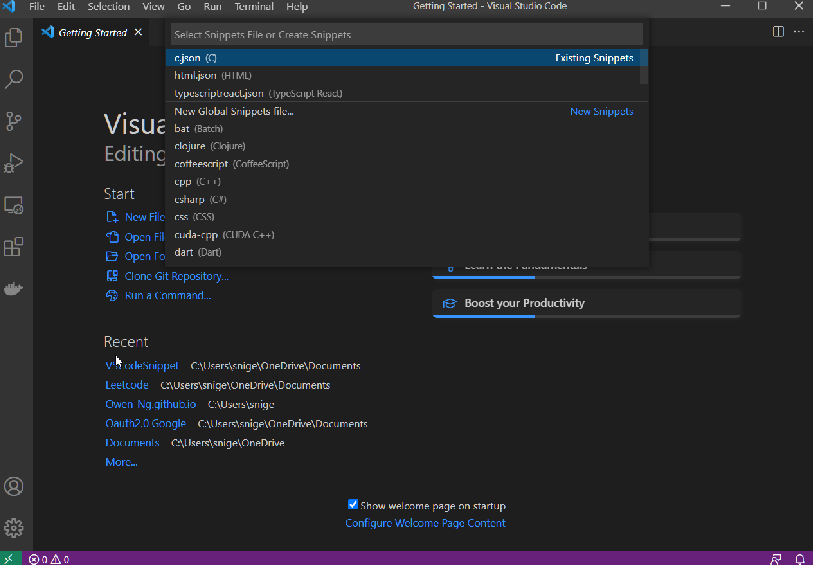 File Edit Selection View Go Run Terminal Help Getting Started - Visual Studio Code
Getting Started
Select Snippets File or Create Snippets
c.json (C) Existing Snippets
html.json (HTML)
typescriptreact.json (TypeScript React)
New Global Snippets file... New Snippets
bat (Batch)
clojure (Clojure)
coffeescript (CoffeeScript)
cpp (C++)
csharp (C#)
css (CSS)
cuda-cpp (CUDA C++)
dart (Dart)
Visua
Editing
Start
New File
Open Fil
Open Fo
Clone Git Repository...
Run a Command...
Learn the Fundamentals
Boost your Productivity
Recent
VScodeSnippet C:\Users\snige\OneDrive\Documents
Leetcode C:\Users\snige\OneDrive\Documents
Owen-Ng.github.io C:\Users\snige
Oauth2.0 Google C:\Users\snige\OneDrive\Documents
Documents C:\Users\snige\OneDrive
More...
Show welcome page on startup
Configure Welcome Page Content
0 0